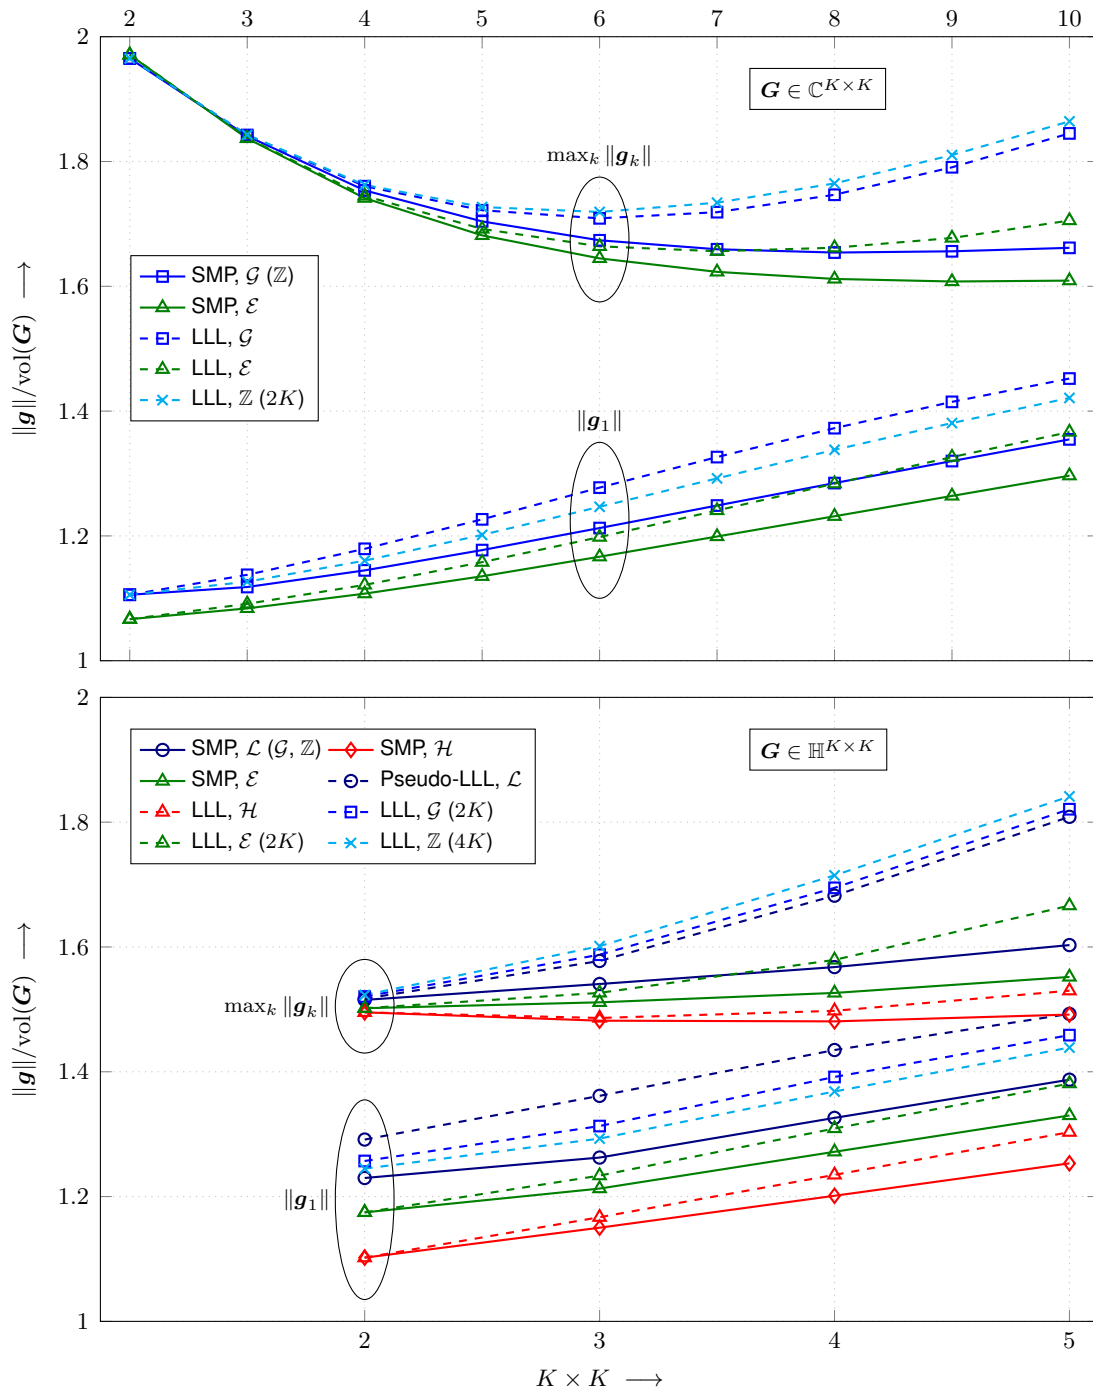 2 3 4 5 6 7 8 9 10
2
G ∈ ℂ^{K×K}
1.8
max_k ‖g_k‖
1.6
SMP, 𝒢 (ℤ)
SMP, ℰ
LLL, 𝒢
LLL, ℰ
LLL, ℤ (2K)
‖g‖/vol(G) ⟶
1.4
‖g_1‖
1.2
1
2
SMP, ℒ (𝒢, ℤ) SMP, ℋ
SMP, ℰ Pseudo-LLL, ℒ
LLL, ℋ LLL, 𝒢 (2K)
LLL, ℰ (2K) LLL, ℤ (4K)
G ∈ ℍ^{K×K}
1.8
1.6
max_k ‖g_k‖
‖g‖/vol(G) ⟶
1.4
‖g_1‖
1.2
1
2 3 4 5
K × K ⟶